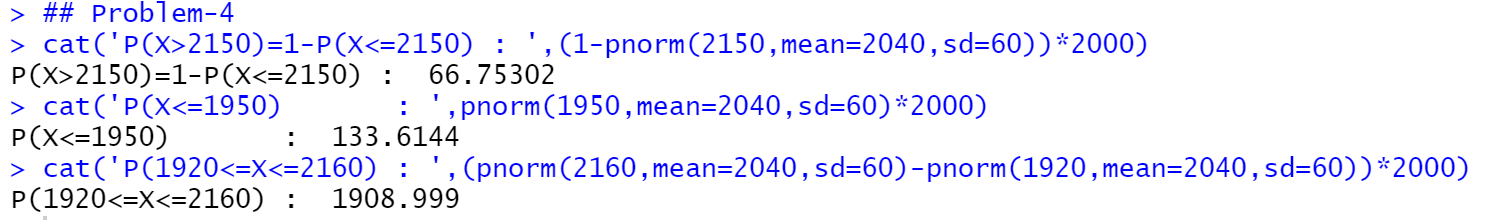 > ## Problem-4
> cat('P(X>2150)=1-P(X<=2150) : ',(1-pnorm(2150,mean=2040,sd=60))*2000)
P(X>2150)=1-P(X<=2150) :  66.75302
> cat('P(X<=1950)       : ',pnorm(1950,mean=2040,sd=60)*2000)
P(X<=1950)       :  133.6144
> cat('P(1920<=X<=2160) : ',(pnorm(2160,mean=2040,sd=60)-pnorm(1920,mean=2040,sd=60))*2000)
P(1920<=X<=2160) :  1908.999